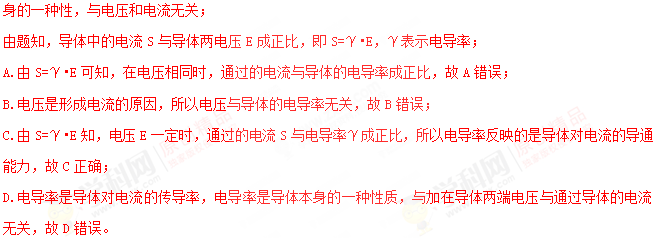 身的一种性，与电压和电流无关；
由题知，导体中的电流 S 与导体两电压 E 成正比，即 S=γ•E，γ表示电导率；
A.由 S=γ•E 可知，在电压相同时，通过的电流与导体的电导率成正比，故 A 错误；
B.电压是形成电流的原因，所以电压与导体的电导率无关，故 B 错误；
C.由 S=γ•E 知，电压 E 一定时，通过的电流 S 与电导率γ成正比，所以电导率反映的是导体对电流的导通
能力，故 C 正确；
D.电导率是导体对电流的传导率，电导率是导体本身的一种性质，与加在导体两端电压与通过导体的电流
无关，故 D 错误。